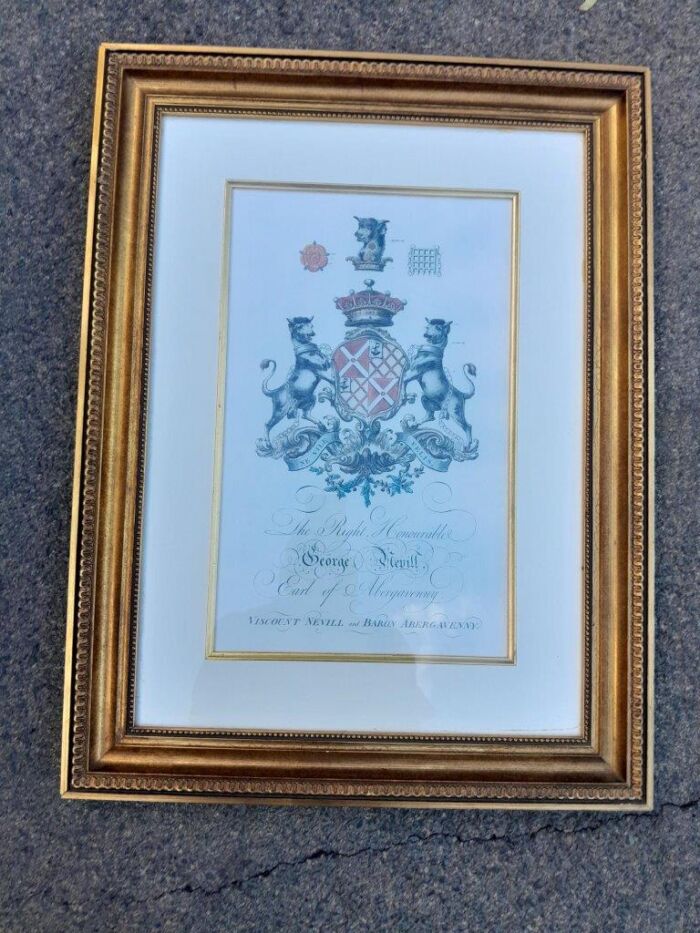 The Right Honourable
George Nevill,
Earl of Abergavenny
VISCOUNT NEVILL and BARON ABERGAVENNY.